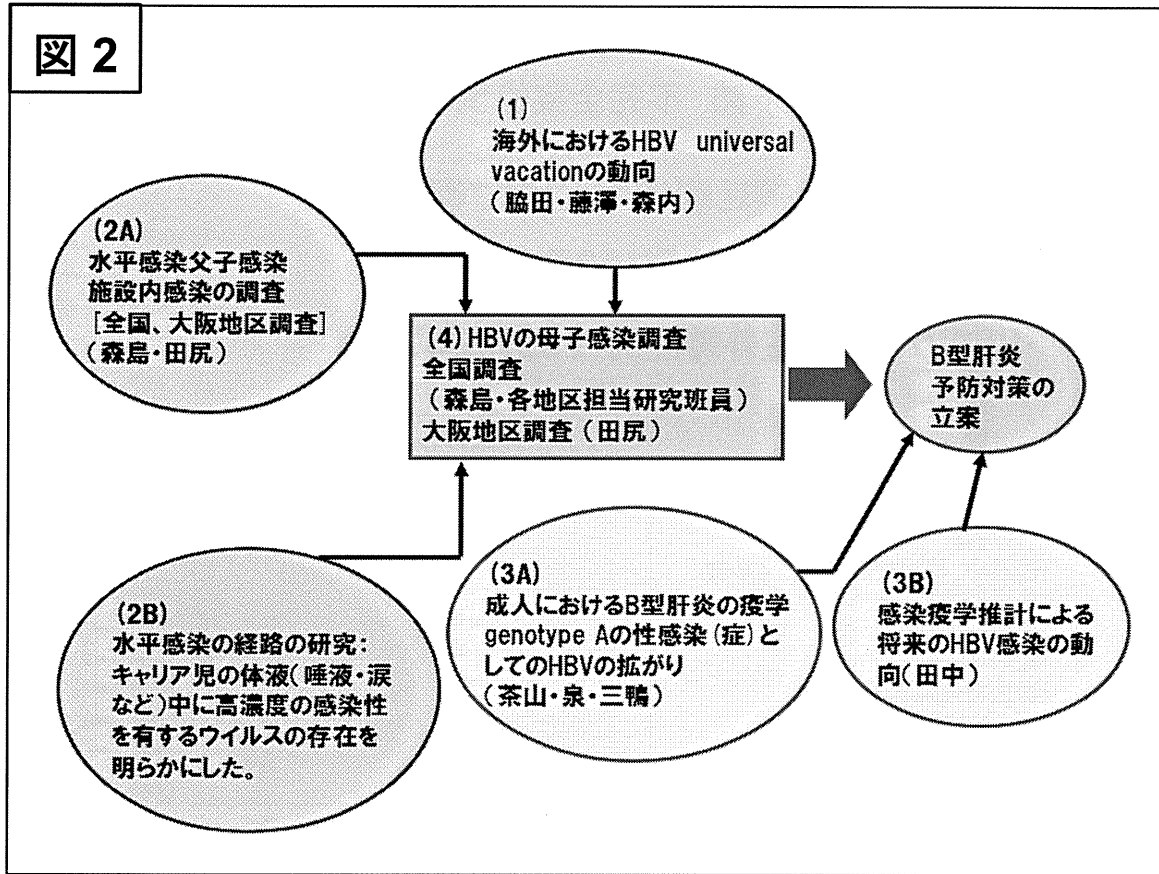 図 2
(1)
海外におけるHBV universal
vacationの動向
(脇田・藤澤・森内)
(2A)
水平感染父子感染
施設内感染の調査
[全国、大阪地区調査]
(森島・田尻)
(4) HBVの母子感染調査
全国調査
(森島・各地区担当研究班員)
大阪地区調査(田尻)
B型肝炎
予防対策の
立案
(2B)
水平感染の経路の研究:
キャリア児の体液(唾液・涙
など)中に高濃度の感染性
を有するウイルスの存在を
明らかにした。
(3A)
成人におけるB型肝炎の疫学
genotype Aの性感染(症)と
してのHBVの拡がり
(茶山・泉・三鴨)
(3B)
感染疫学推計による
将来のHBV感染の動
向(田中)